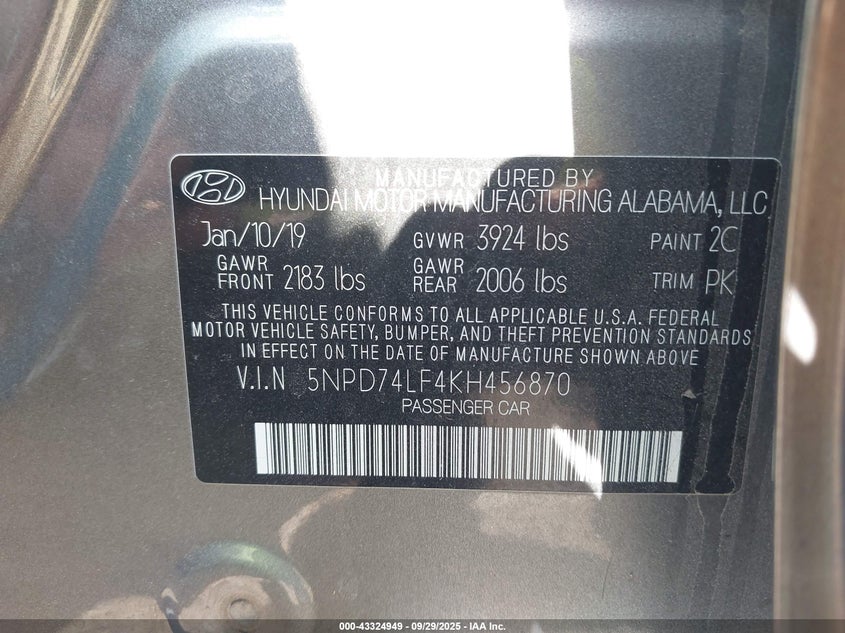 MANUFACTURED BY
HYUNDAI MOTOR MANUFACTURING ALABAMA, LLC
Jan/10/19 GVWR 3924 lbs PAINT 2C
GAWR FRONT 2183 lbs GAWR REAR 2006 lbs TRIM PK
THIS VEHICLE CONFORMS TO ALL APPLICABLE U.S.A. FEDERAL
MOTOR VEHICLE SAFETY, BUMPER, AND THEFT PREVENTION STANDARDS
IN EFFECT ON THE DATE OF MANUFACTURE SHOWN ABOVE
V.I.N 5NPD74LF4KH456870
PASSENGER CAR
000-43324949 - 09/29/2025 - IAA Inc.